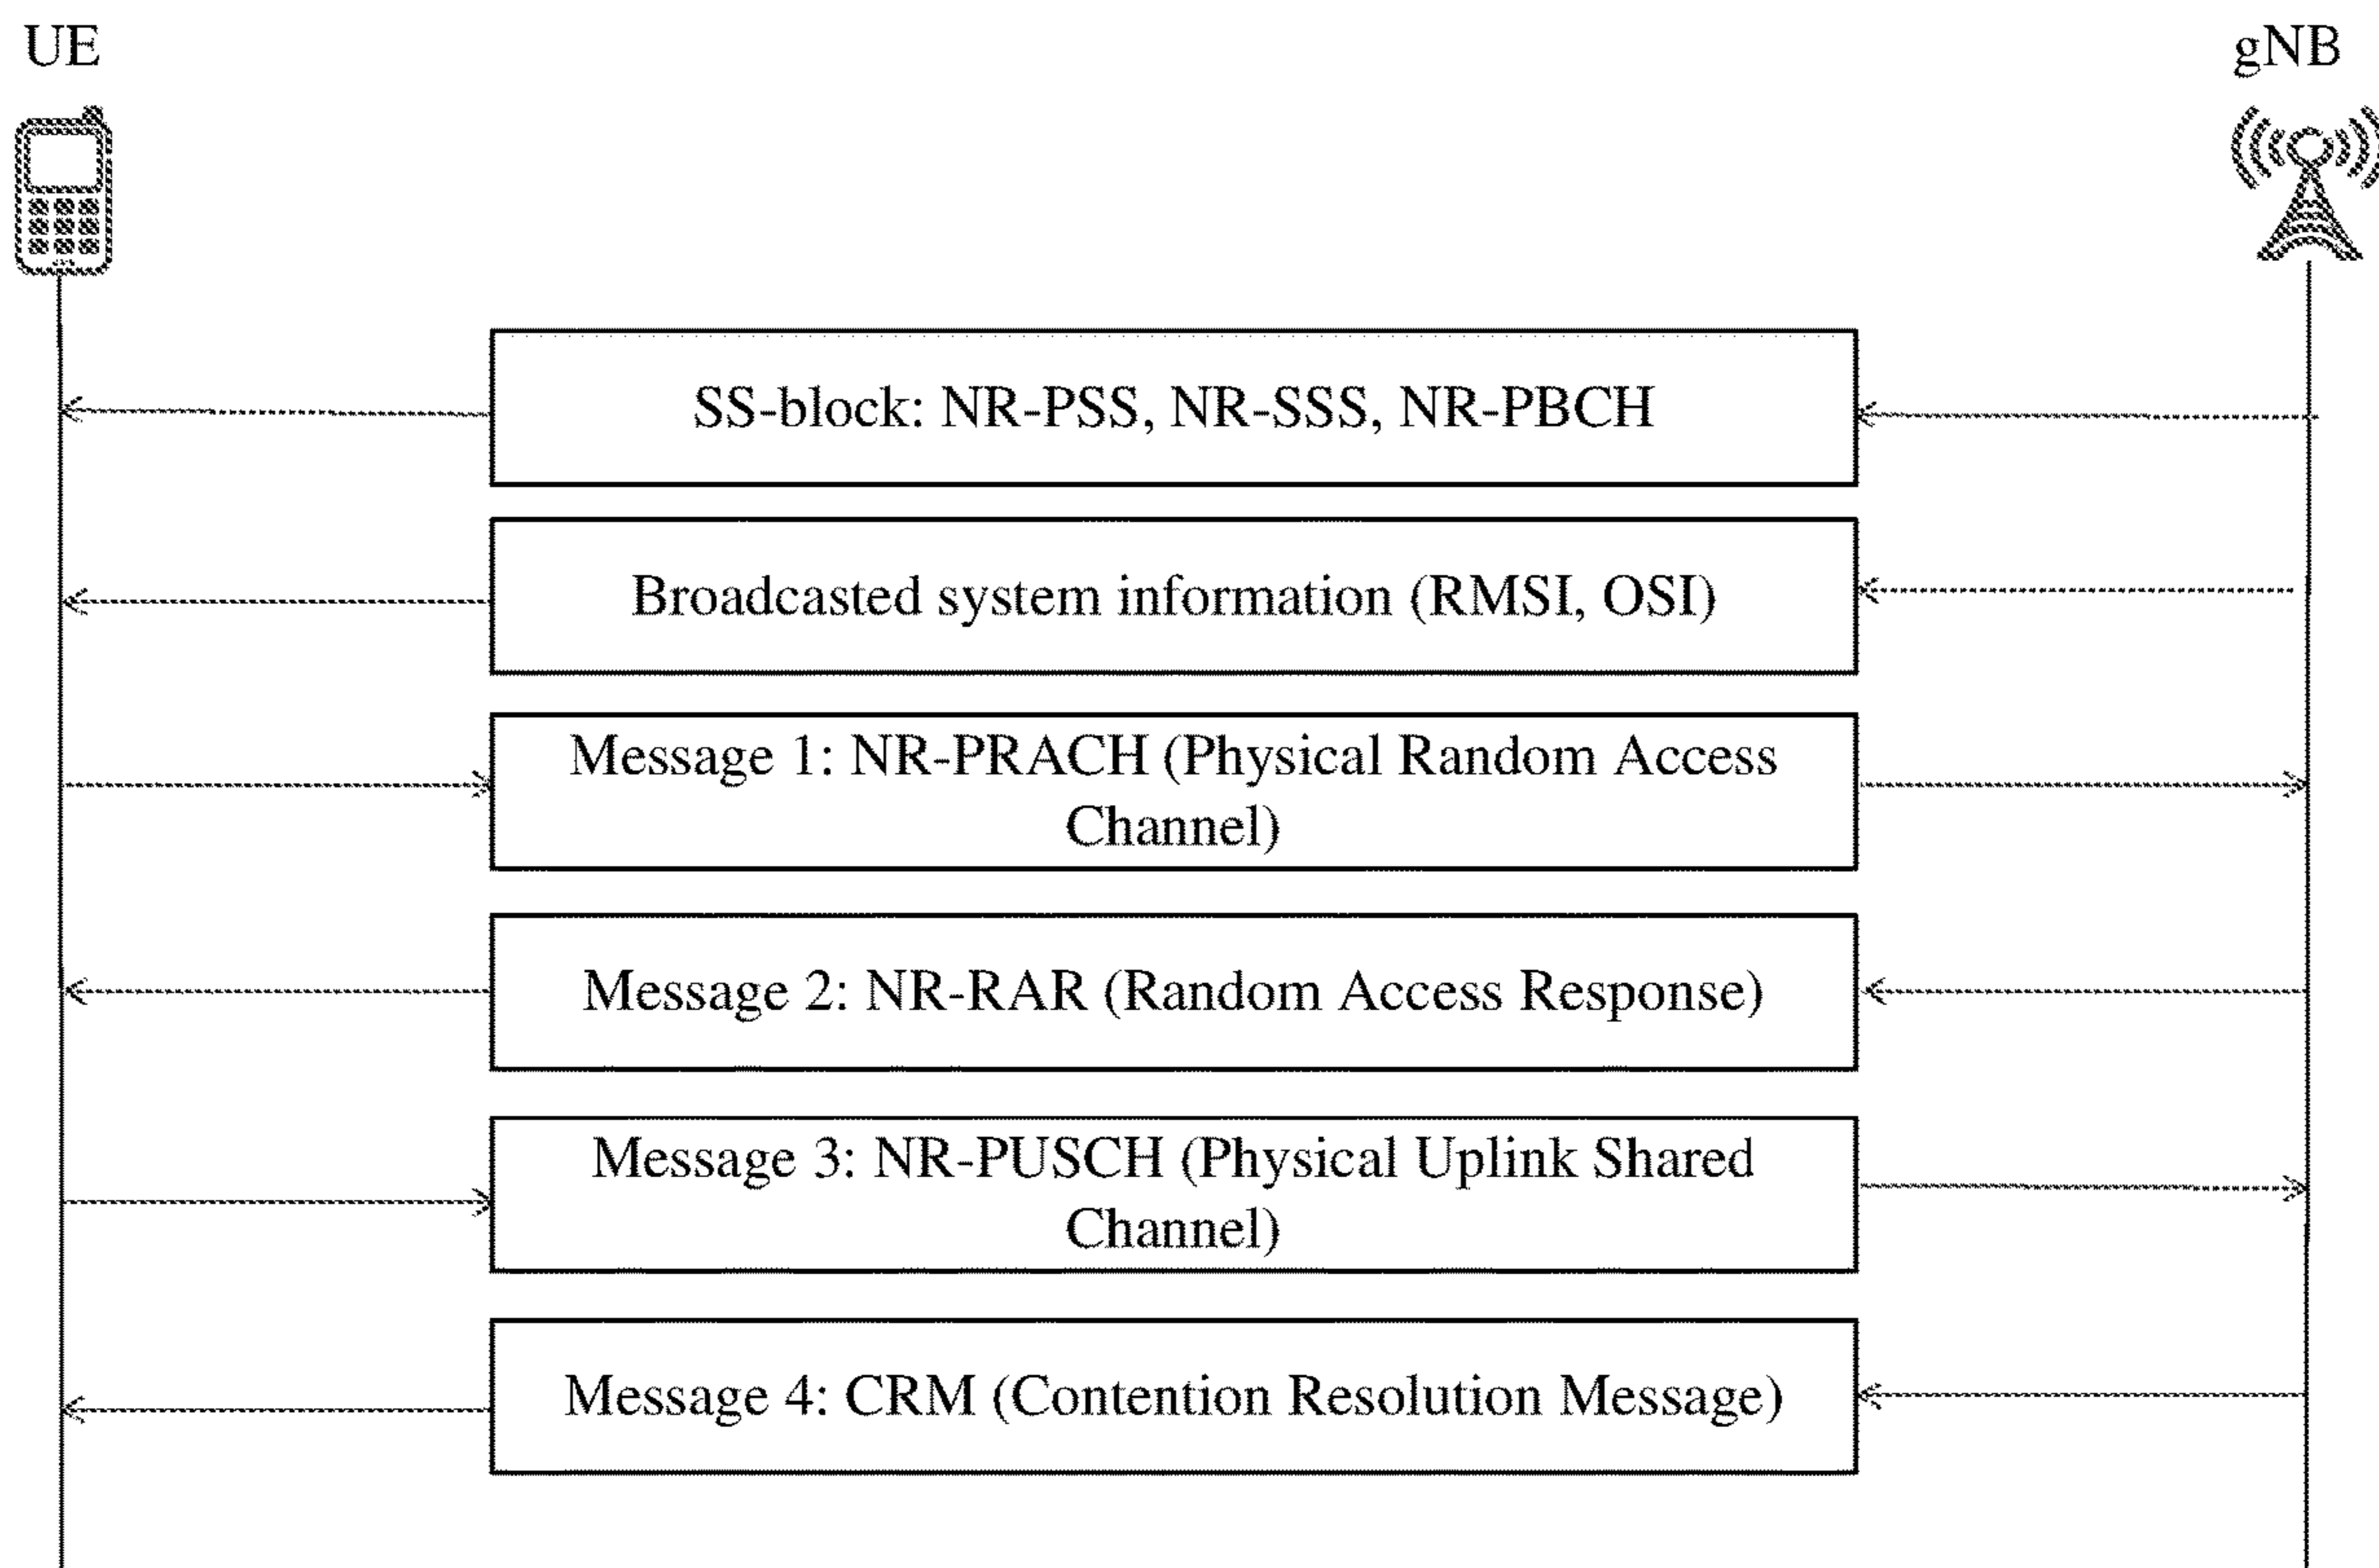 UE
gNB
SS-block: NR-PSS, NR-SSS, NR-PBCH
Broadcasted system information (RMSI, OSI)
Message 1: NR-PRACH (Physical Random Access
Channel)
Message 2: NR-RAR (Random Access Response)
Message 3: NR-PUSCH (Physical Uplink Shared
Channel)
Message 4: CRM (Contention Resolution Message)